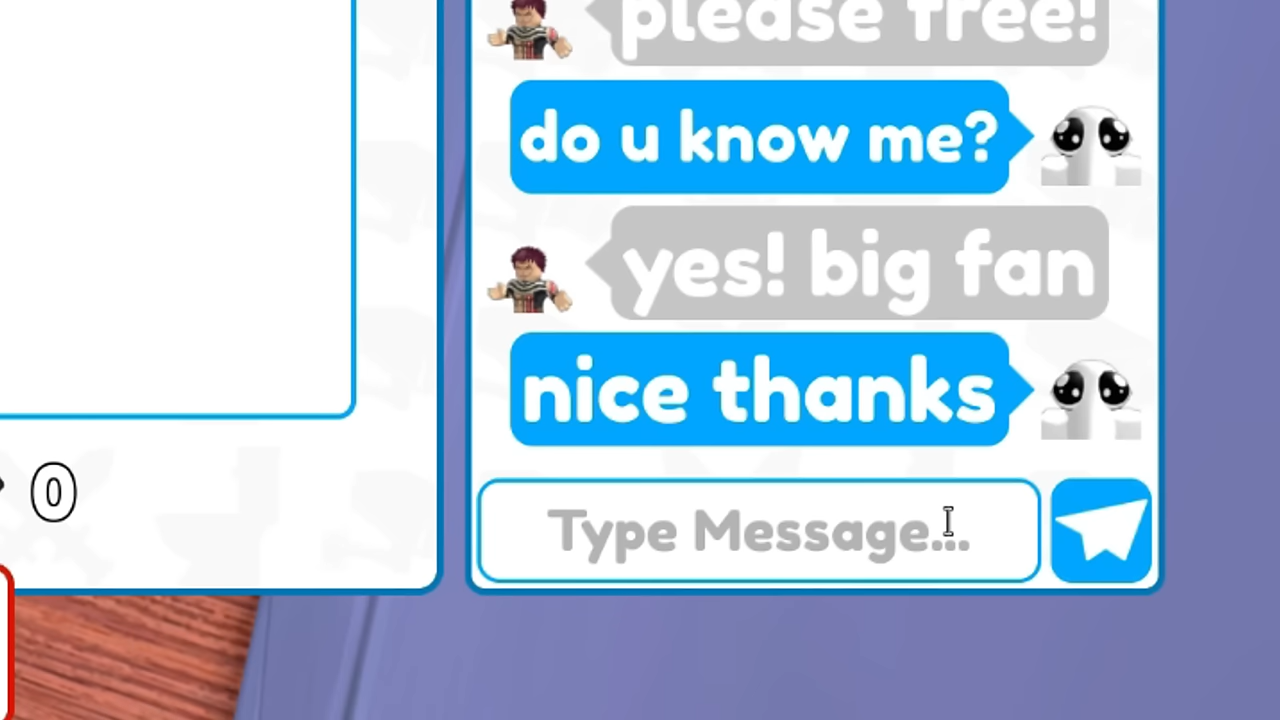 please free!
do u know me?
yes! big fan
nice thanks
0
Type Message...